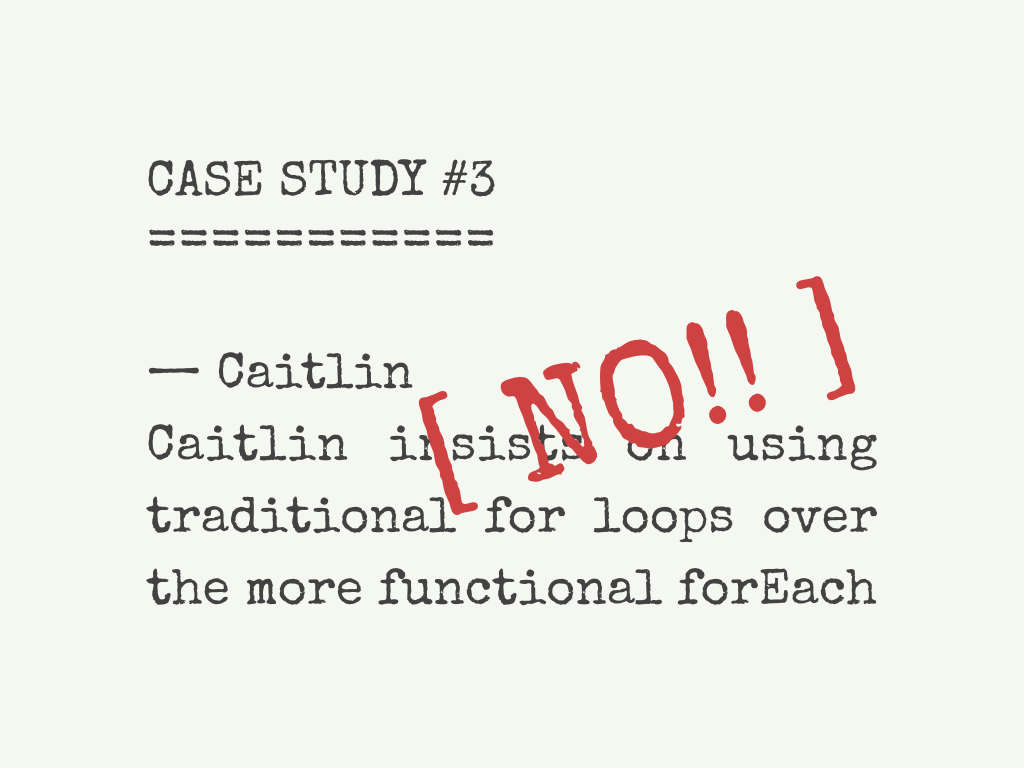 CASE STUDY #3
===========
— Caitlin
[ NO!! ]
Caitlin insists on using
traditional for loops over
the more functional forEach